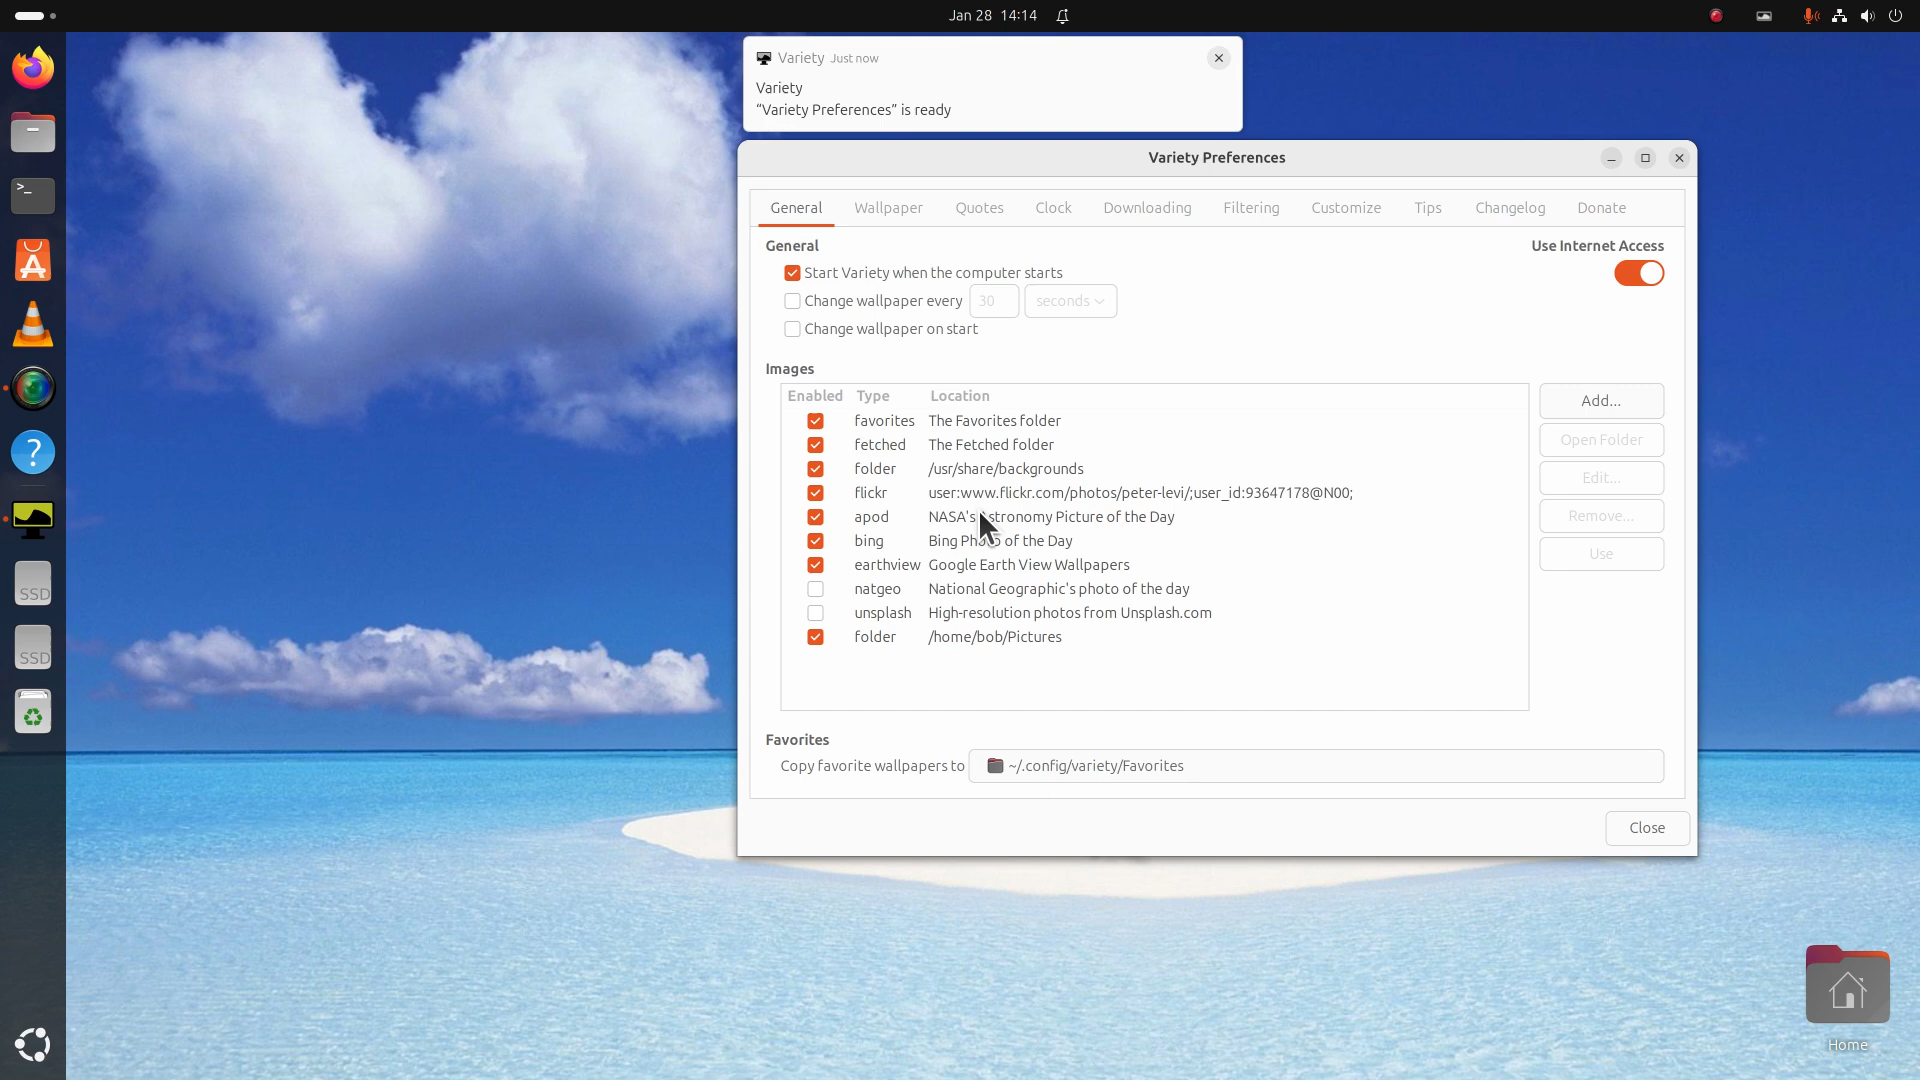 Jan 28 14:14
Variety Just now
Variety
“Variety Preferences” is ready
Variety Preferences
General Wallpaper Quotes Clock Downloading Filtering Customize Tips Changelog Donate
General
Use Internet Access
Start Variety when the computer starts
Change wallpaper every 30 seconds
Change wallpaper on start
Images
Enabled Type Location
favorites The Favorites folder
fetched The Fetched folder
folder /usr/share/backgrounds
flickr user:www.flickr.com/photos/peter-levi/;user_id:93647178@N00;
apod NASA's Astronomy Picture of the Day
bing Bing Photo of the Day
earthview Google Earth View Wallpapers
natgeo National Geographic's photo of the day
unsplash High-resolution photos from Unsplash.com
folder /home/bob/Pictures
Add...
Open Folder
Edit...
Remove...
Use
Favorites
Copy favorite wallpapers to ~/.config/variety/Favorites
Close
>_
?
SSD
SSD
Home